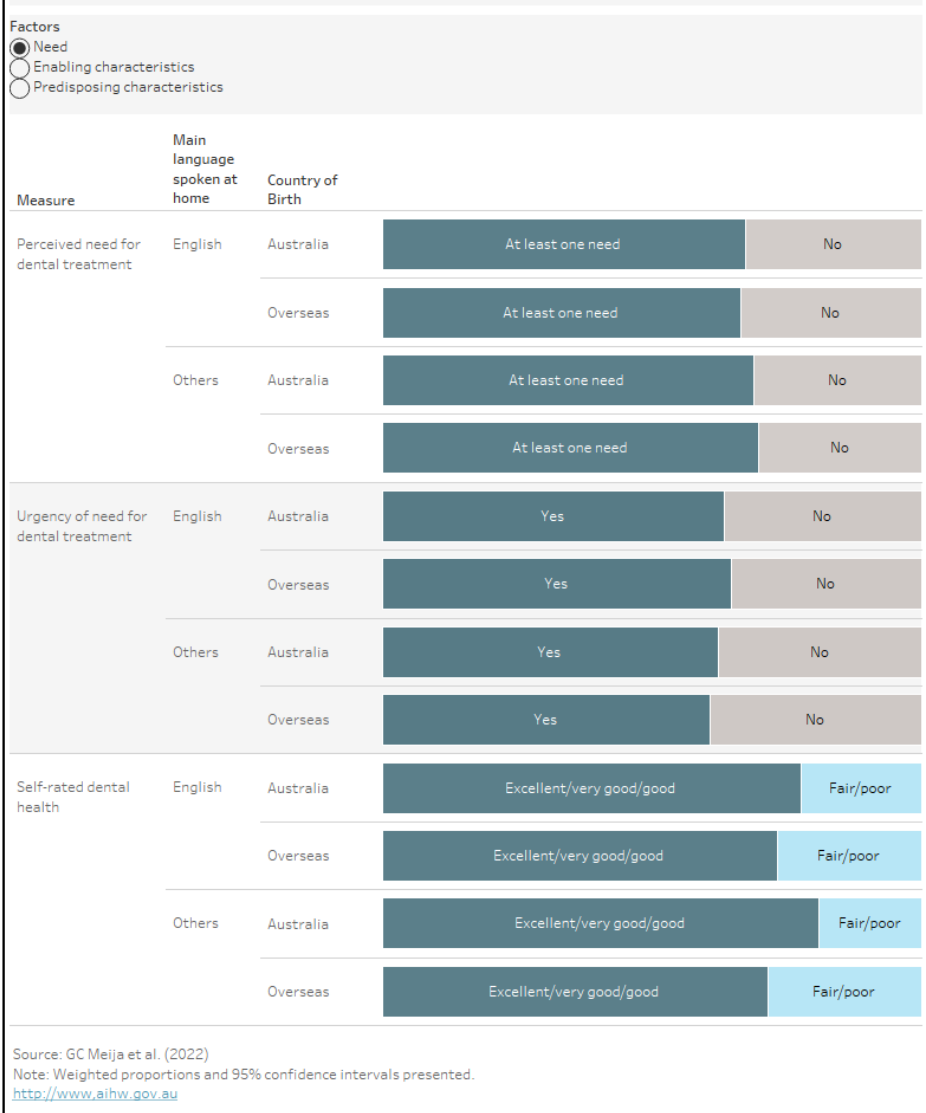 Factors
Need
Enabling characteristics
Predisposing characteristics
Measure
Main
language
spoken at
home
Country of
Birth
Perceived need for
dental treatment
English
Australia
At least one need
No
Overseas
At least one need
No
Others
Australia
At least one need
No
Overseas
At least one need
No
Urgency of need for
dental treatment
English
Australia
Yes
No
Overseas
Yes
No
Others
Australia
Yes
No
Overseas
Yes
No
Self-rated dental
health
English
Australia
Excellent/very good/good
Fair/poor
Overseas
Excellent/very good/good
Fair/poor
Others
Australia
Excellent/very good/good
Fair/poor
Overseas
Excellent/very good/good
Fair/poor
Source: GC Meija et al. (2022)
Note: Weighted proportions and 95% confidence intervals presented.
http://www,aihw.gov.au